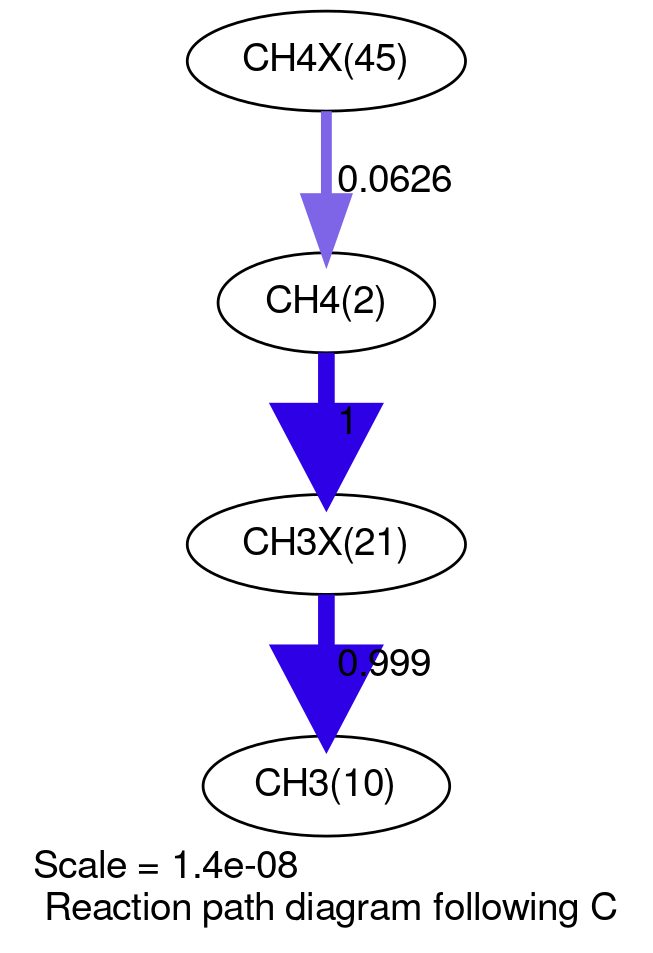 CH4X(45)
0.0626
CH4(2)
1
CH3X(21)
0.999
CH3(10)
Scale = 1.4e-08
Reaction path diagram following C